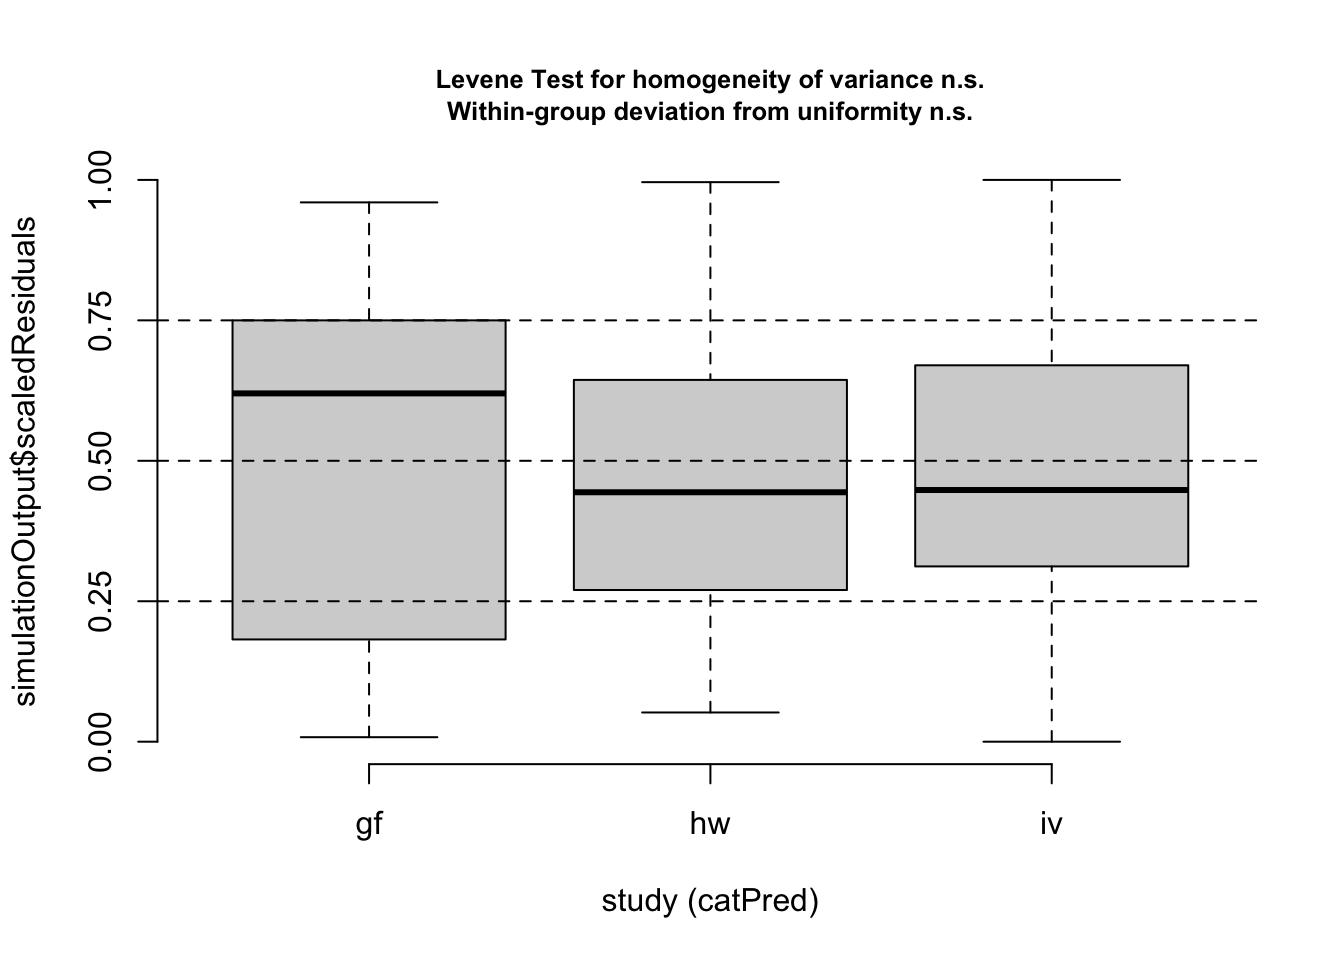 Levene Test for homogeneity of variance n.s.
Within-group deviation from uniformity n.s.
simulationOutput$scaledResiduals
1.00
0.75
0.50
0.25
0.00
gf
hw
iv
study (catPred)